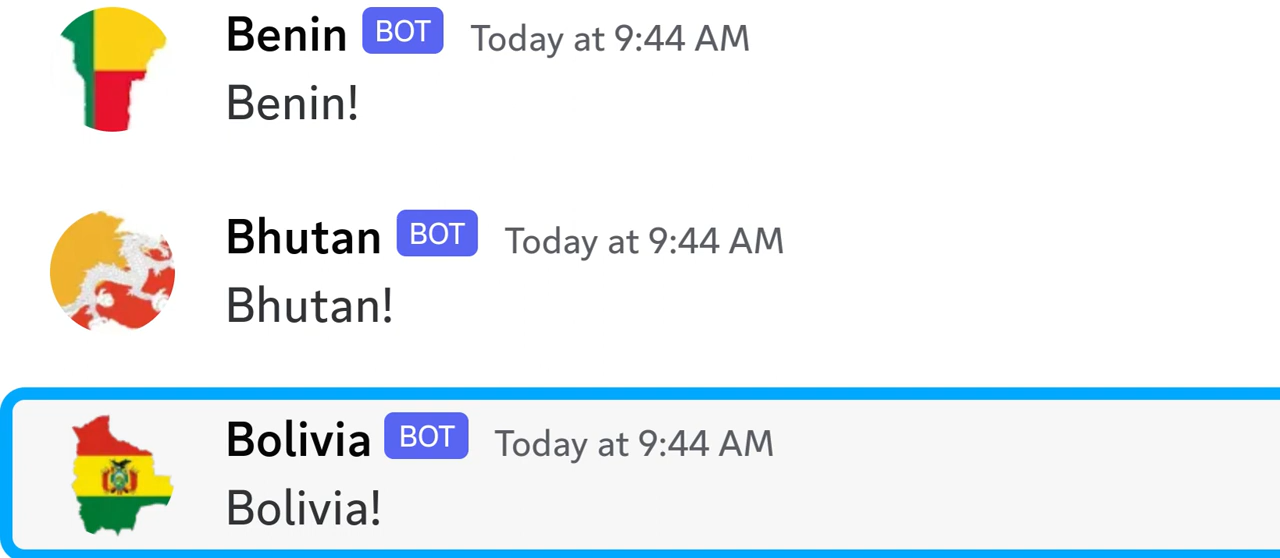 Benin BOT Today at 9:44 AM
Benin!
Bhutan BOT Today at 9:44 AM
Bhutan!
Bolivia BOT Today at 9:44 AM
Bolivia!